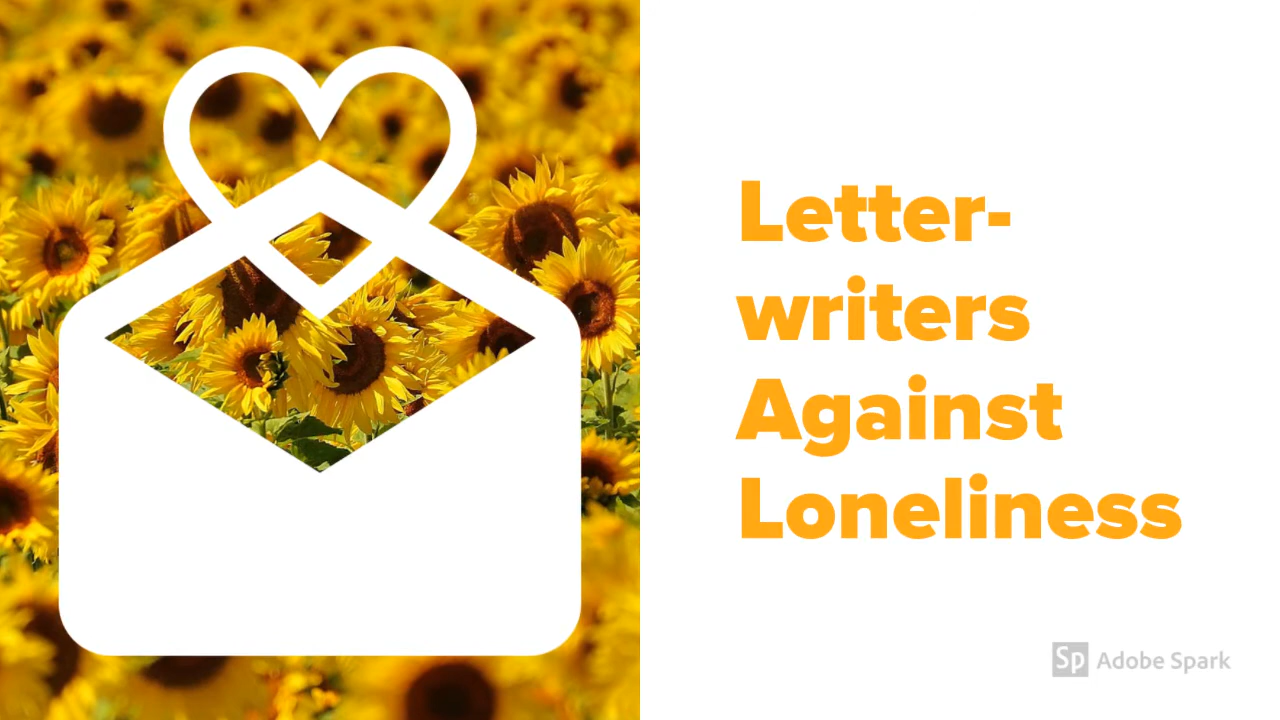 Letter-
writers
Against
Loneliness
Sp Adobe Spark